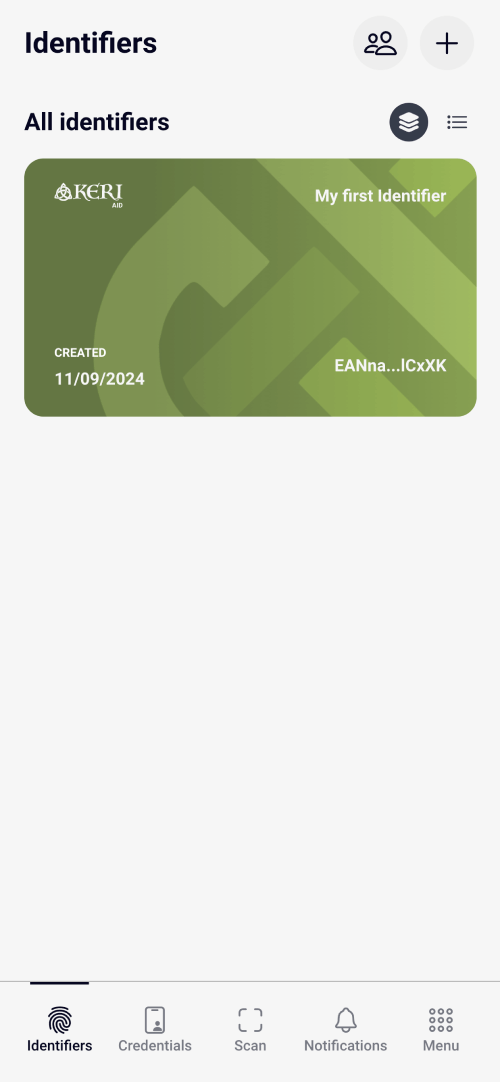 Identifiers
All identifiers
KERI
AID
My first Identifier
CREATED
11/09/2024
EANna...lCxXK
Identifiers
Credentials
Scan
Notifications
Menu